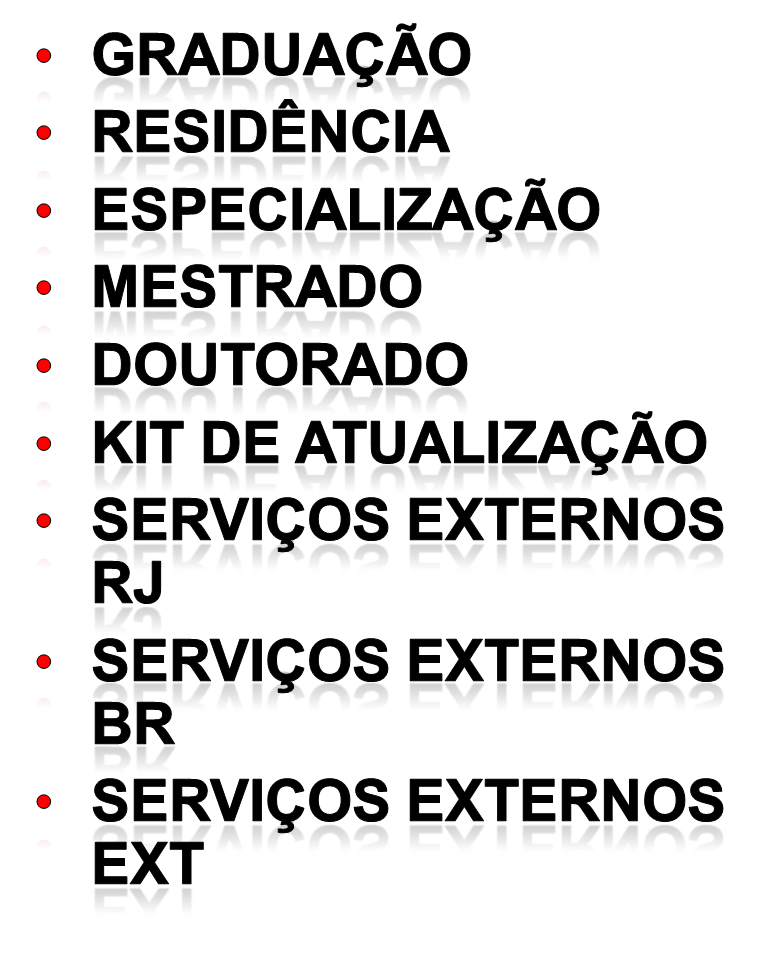 • GRADUAÇÃO
• RESIDÊNCIA
• ESPECIALIZAÇÃO
• MESTRADO
• DOUTORADO
• KIT DE ATUALIZAÇÃO
• SERVIÇOS EXTERNOS
RJ
• SERVIÇOS EXTERNOS
BR
• SERVIÇOS EXTERNOS
EXT